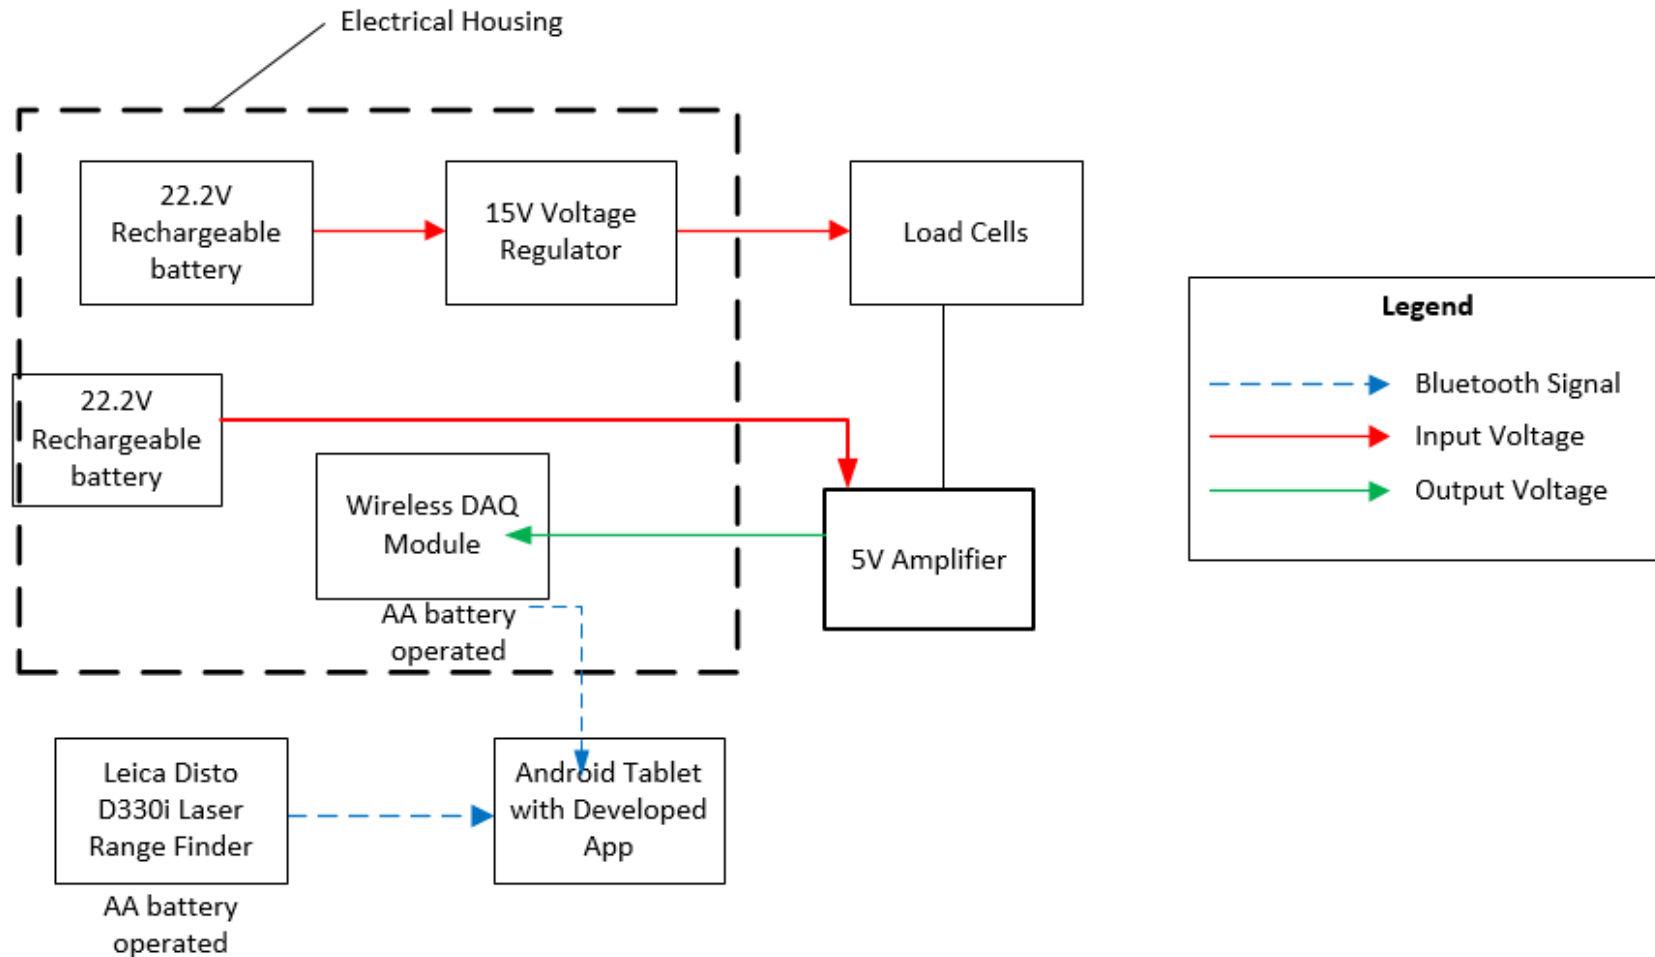 Electrical Housing
22.2V
Rechargeable
battery
15V Voltage
Regulator
Load Cells
Legend
Bluetooth Signal
Input Voltage
Output Voltage
22.2V
Rechargeable
battery
Wireless DAQ
Module
AA battery
operated
5V Amplifier
Leica Disto
D330i Laser
Range Finder
AA battery
operated
Android Tablet
with Developed
App